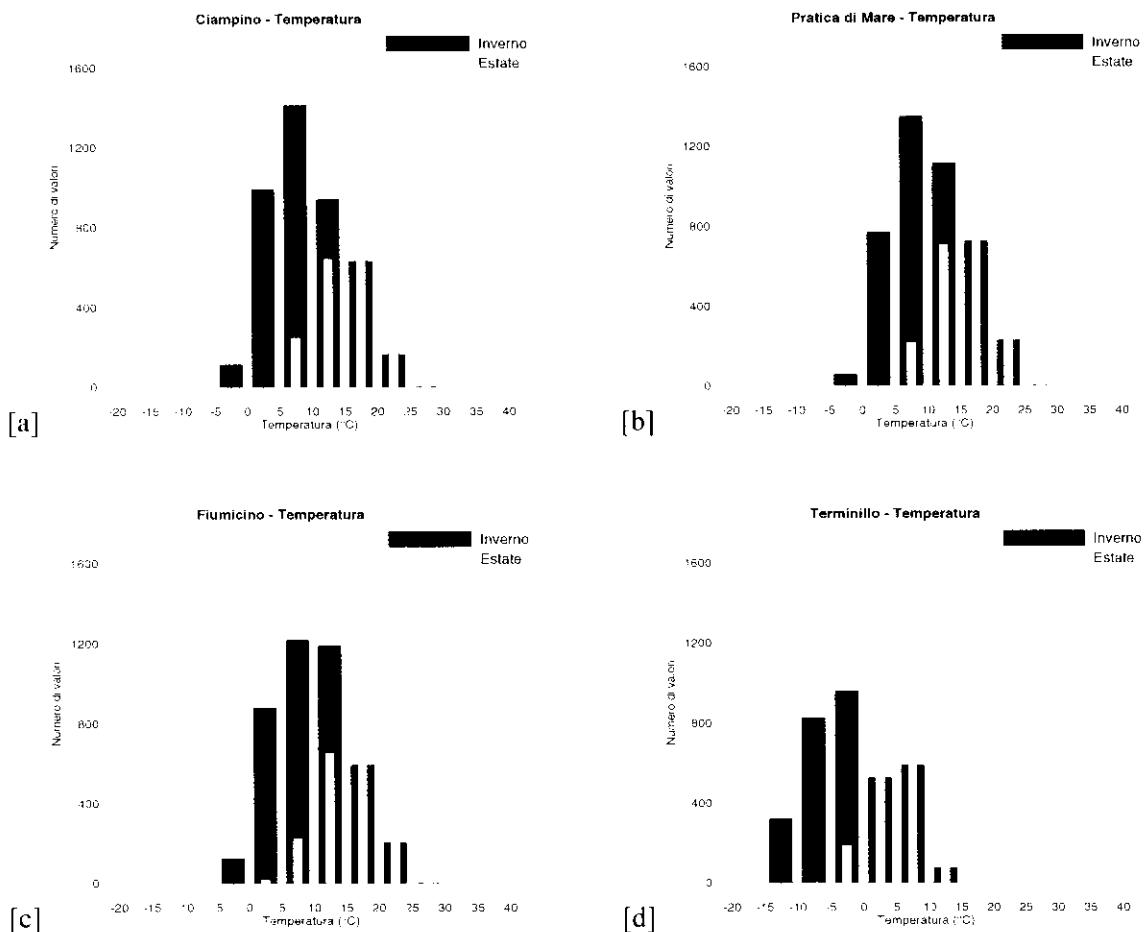 Ciampino - Temperatura
Inverno
Estate
1600
1200
800
400
0
Numero di valori
-20 -15 -10 -5 0 5 10 15 20 25 30 35 40
Temperatura (°C)
[a]
Pratica di Mare - Temperatura
Inverno
Estate
1600
1200
800
400
0
Numero di valori
-20 -15 -10 -5 0 5 10 15 20 25 30 35 40
Temperatura (°C)
[b]
Fiumicino - Temperatura
Inverno
Estate
1600
1200
800
400
0
Numero di valori
-20 -15 -10 -5 0 5 10 15 20 25 30 35 40
Temperatura (°C)
[c]
Terminillo - Temperatura
Inverno
Estate
1600
1200
800
400
0
Numero di valori
-20 -15 -10 -5 0 5 10 15 20 25 30 35 40
Temperatura (°C)
[d]